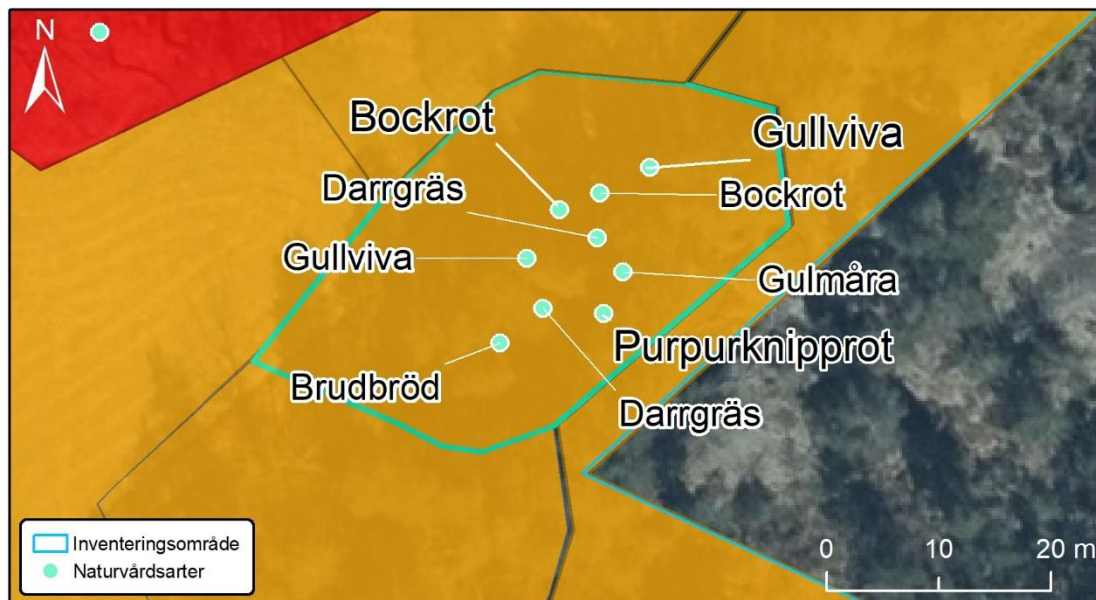 N
Bockrot
Gullviva
Darrgräs
Bockrot
Gullviva
Gulmåra
Purpurknipprot
Brudbröd
Darrgräs
Inventeringsområde
Naturvårdsarter
0 10 20 m